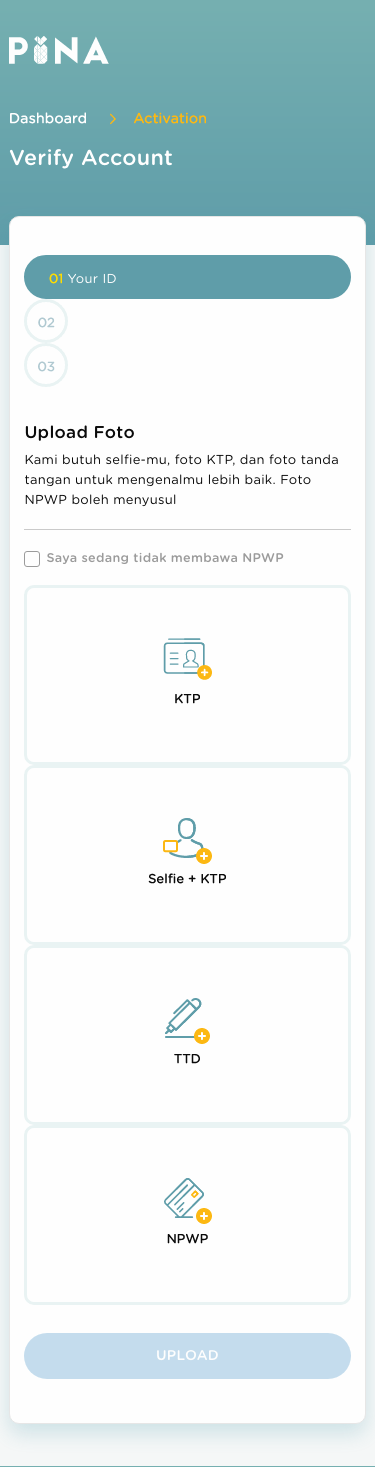 PINA
Dashboard > Activation
Verify Account
01 Your ID
02
03
Upload Foto
Kami butuh selfie-mu, foto KTP, dan foto tanda
tangan untuk mengenalmu lebih baik. Foto
NPWP boleh menyusul
Saya sedang tidak membawa NPWP
KTP
Selfie + KTP
TTD
NPWP
UPLOAD